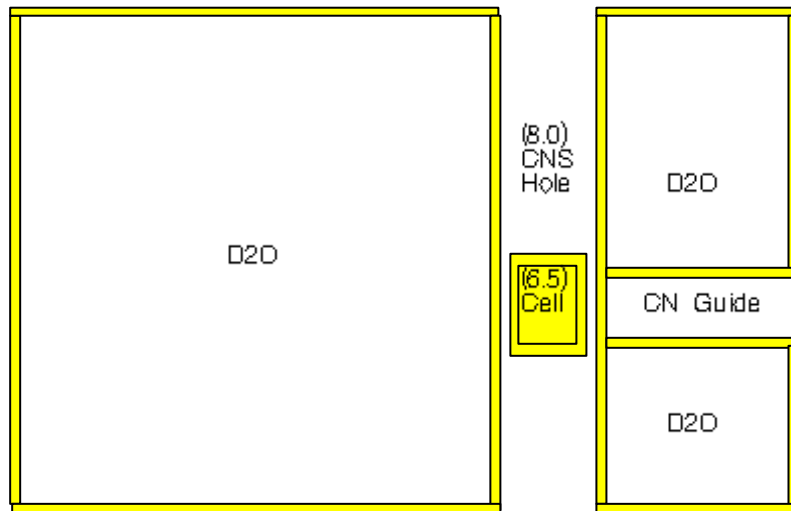 D2O
(8.0)
CNS
Hole
(6.5)
Cell
D2O
CN Guide
D2O